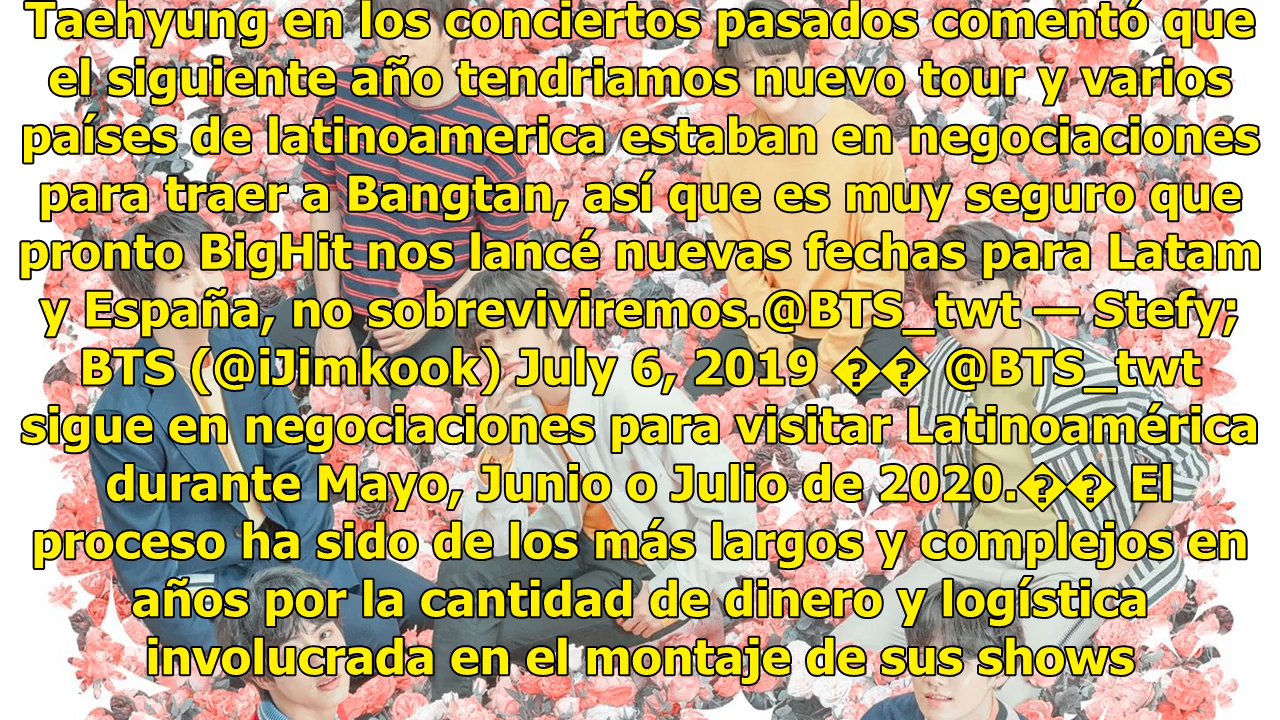 Taehyung en los conciertos pasados comentó que
el siguiente año tendriamos nuevo tour y varios
países de latinoamerica estaban en negociaciones
para traer a Bangtan, así que es muy seguro que
pronto BigHit nos lancé nuevas fechas para Latam
y España, no sobreviviremos.@BTS_twt — Stefy;
BTS (@iJimkook) July 6, 2019 �� @BTS_twt
sigue en negociaciones para visitar Latinoamérica
durante Mayo, Junio o Julio de 2020.�� El
proceso ha sido de los más largos y complejos en
años por la cantidad de dinero y logística
involucrada en el montaje de sus shows